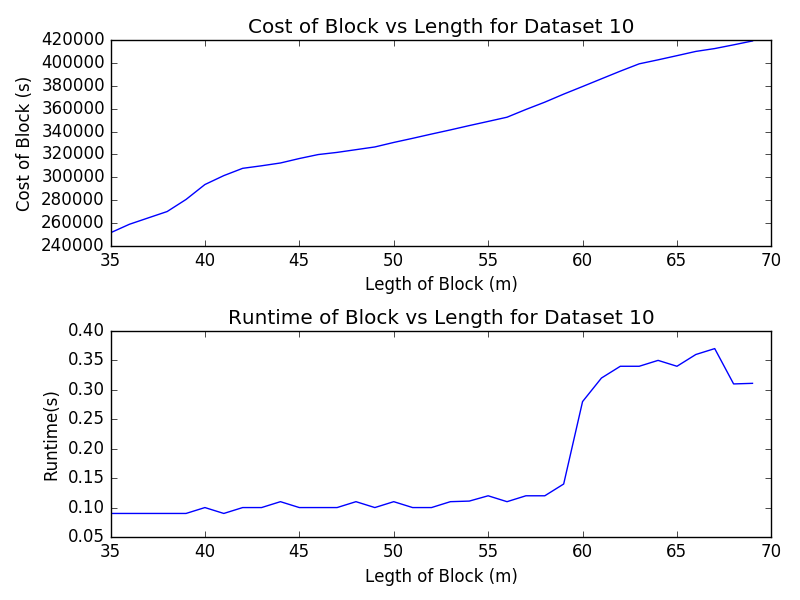 Cost of Block vs Length for Dataset 10
420000
400000
380000
360000
340000
320000
300000
280000
260000
240000
Cost of Block (s)
35 40 45 50 55 60 65 70
Legth of Block (m)
Runtime of Block vs Length for Dataset 10
0.40
0.35
0.30
0.25
0.20
0.15
0.10
0.05
Runtime(s)
35 40 45 50 55 60 65 70
Legth of Block (m)